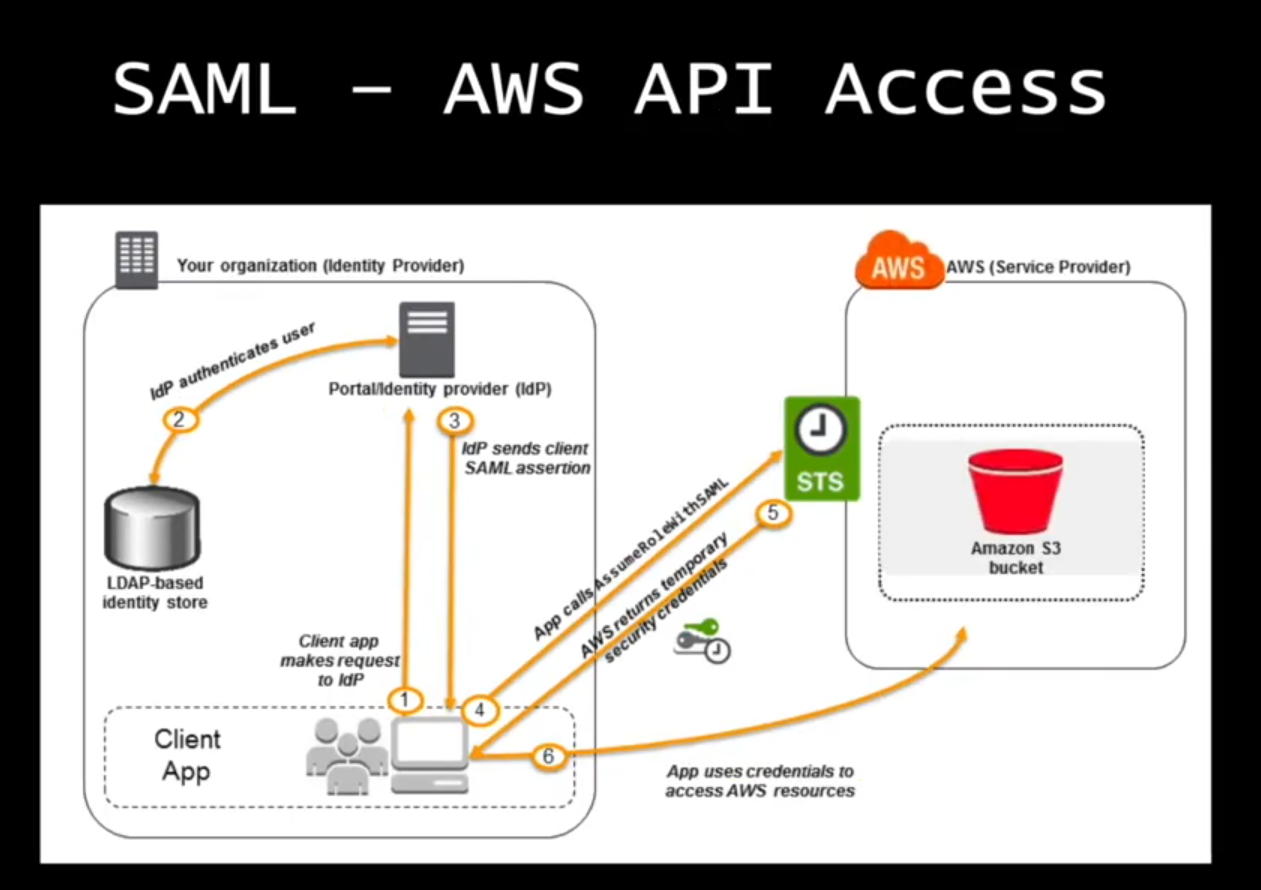 SAML – AWS API Access
Your organization (Identity Provider)
AWS
AWS (Service Provider)
IdP authenticates user
Portal/Identity provider (IdP)
2
3
IdP sends client
SAML assertion
LDAP-based
identity store
STS
App calls AssumeRoleWithSAML
5
AWS returns temporary
security credentials
Amazon S3
bucket
Client app
makes request
to IdP
1
4
Client
App
6
App uses credentials to
access AWS resources